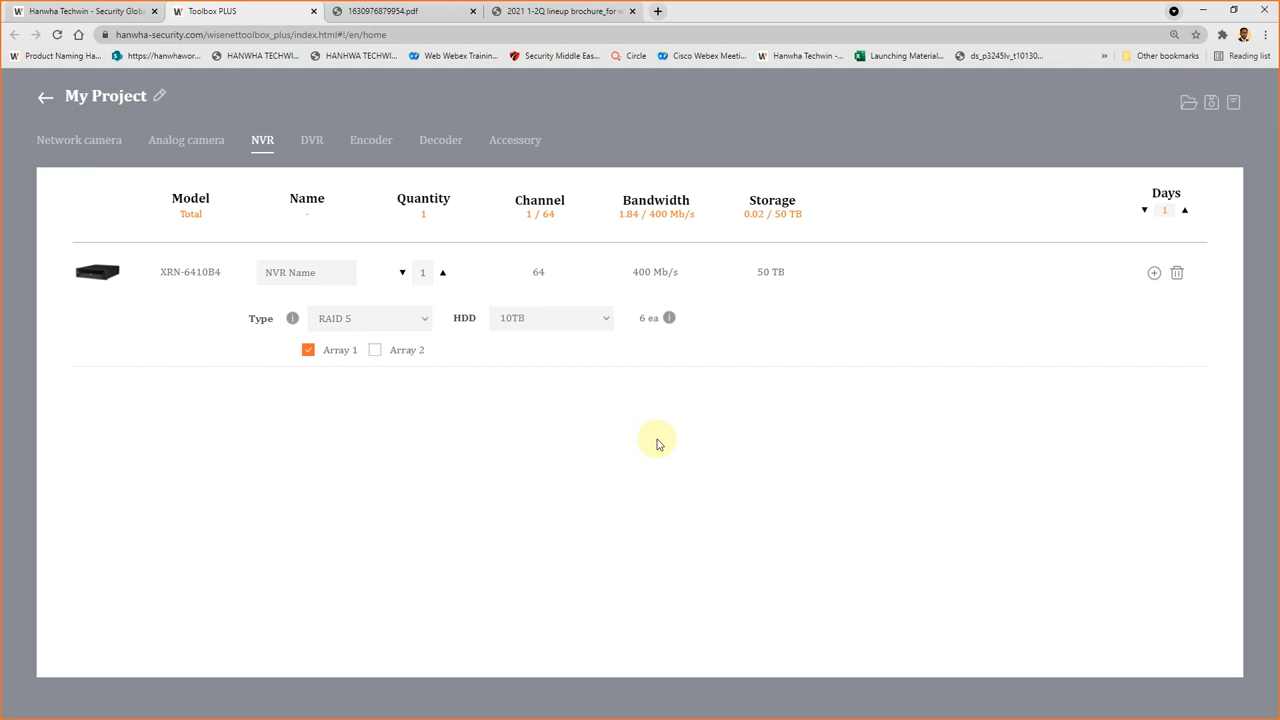 Hanwha Techwin - Security Globa
Toolbox PLUS
1630976879954.pdf
2021 1-2Q lineup brochure_for w
hanwha-security.com/wisenettoolbox_plus/index.html#!/en/home
Product Naming Ha...
https://hanwhawor...
HANWHA TECHWI...
HANHWA TECHWI...
Web Webex Trainin...
Security Middle Eas...
Circle
Cisco Webex Meeti...
Hanwha Techwin -...
Launching Material...
ds_p3245lv_t10130...
»
Other bookmarks
Reading list
My Project
Network camera
Analog camera
NVR
DVR
Encoder
Decoder
Accessory
Model
Name
Quantity
Channel
Bandwidth
Storage
Days
Total
-
1
1 / 64
1.84 / 400 Mb/s
0.02 / 50 TB
1
XRN-6410B4
NVR Name
1
64
400 Mb/s
50 TB
Type
RAID 5
HDD
10TB
6 ea
Array 1
Array 2